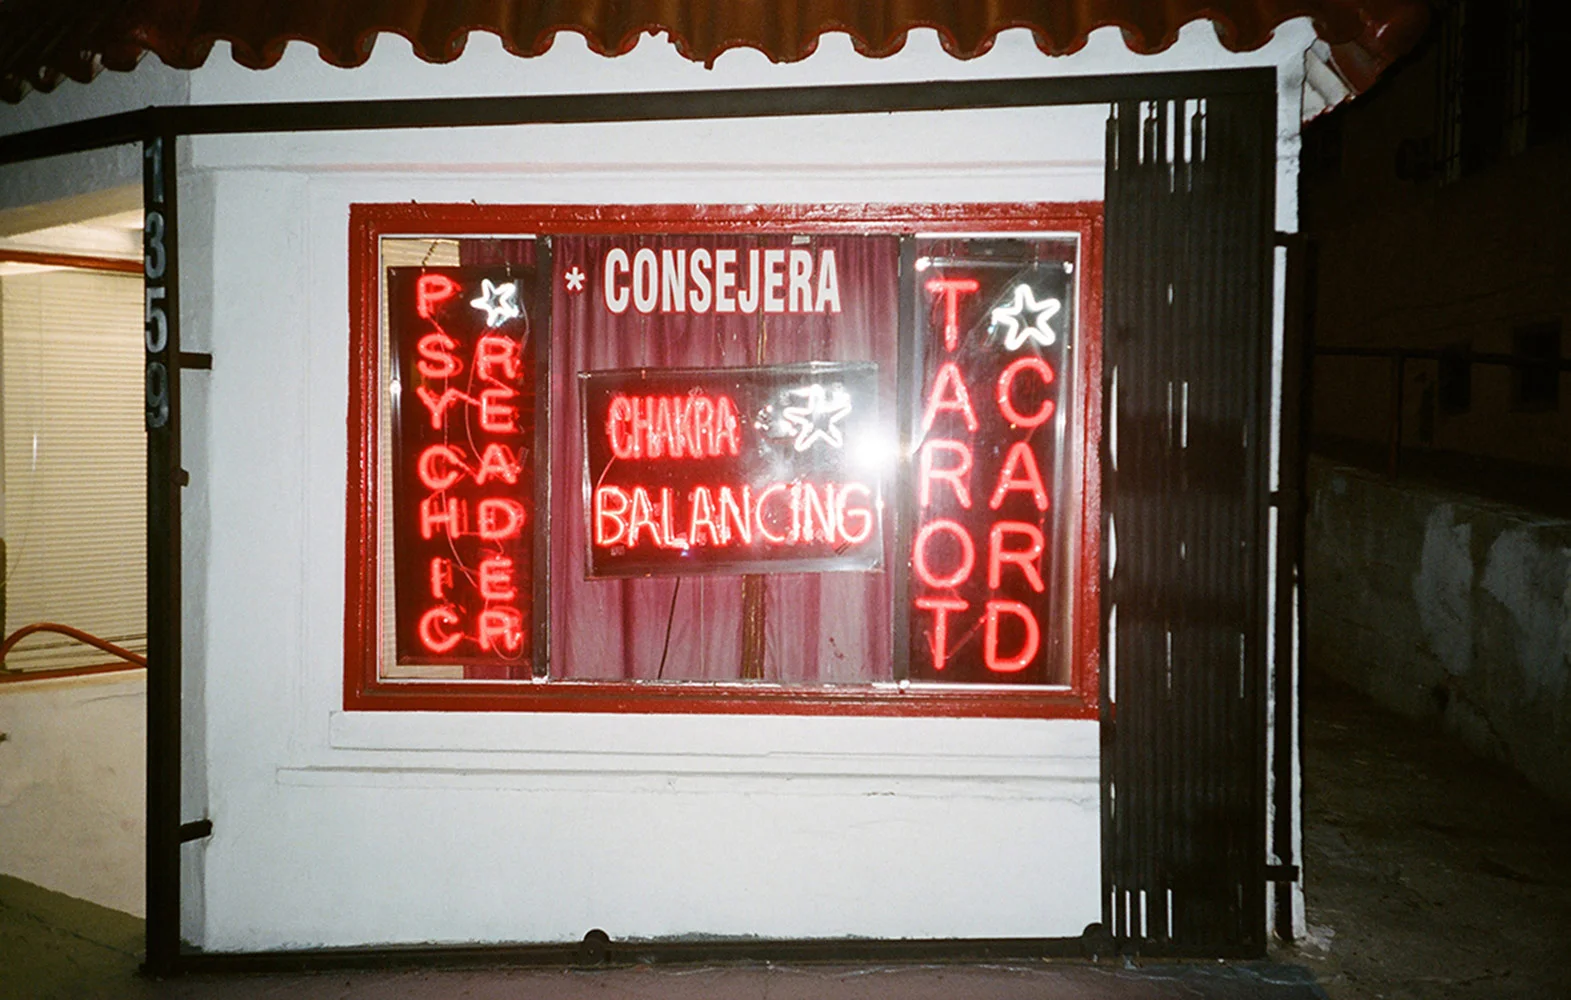 1359
PSYCHIC
READER
* CONSEJERA
CHAKRA
BALANCING
TAROT
CARD